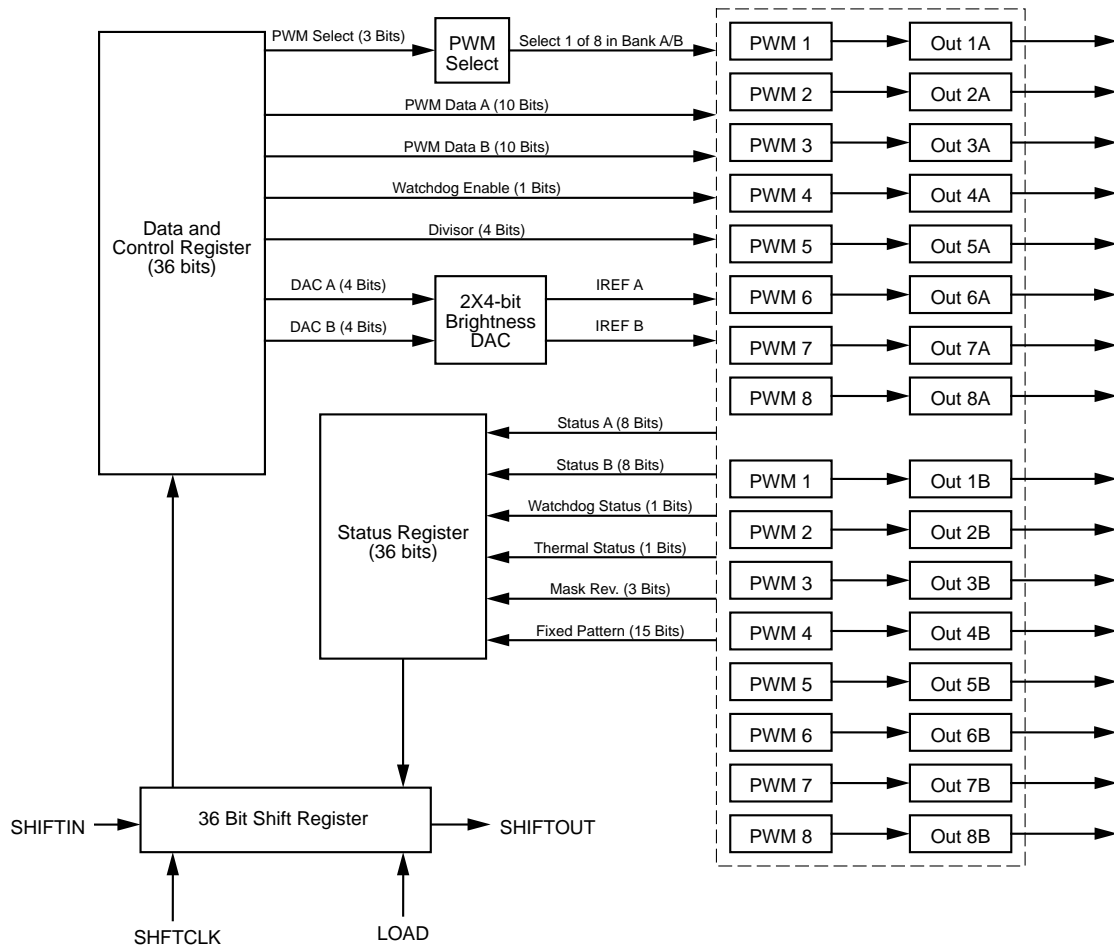 PWM Select (3 Bits)
PWM
Select
Select 1 of 8 in Bank A/B
PWM Data A (10 Bits)
PWM Data B (10 Bits)
Watchdog Enable (1 Bits)
Divisor (4 Bits)
Data and
Control Register
(36 bits)
DAC A (4 Bits)
DAC B (4 Bits)
2X4-bit
Brightness
DAC
IREF A
IREF B
PWM 1
Out 1A
PWM 2
Out 2A
PWM 3
Out 3A
PWM 4
Out 4A
PWM 5
Out 5A
PWM 6
Out 6A
PWM 7
Out 7A
PWM 8
Out 8A
Status Register
(36 bits)
Status A (8 Bits)
Status B (8 Bits)
Watchdog Status (1 Bits)
Thermal Status (1 Bits)
Mask Rev. (3 Bits)
Fixed Pattern (15 Bits)
PWM 1
Out 1B
PWM 2
Out 2B
PWM 3
Out 3B
PWM 4
Out 4B
PWM 5
Out 5B
PWM 6
Out 6B
PWM 7
Out 7B
PWM 8
Out 8B
SHIFTIN
36 Bit Shift Register
SHIFTOUT
SHFTCLK
LOAD